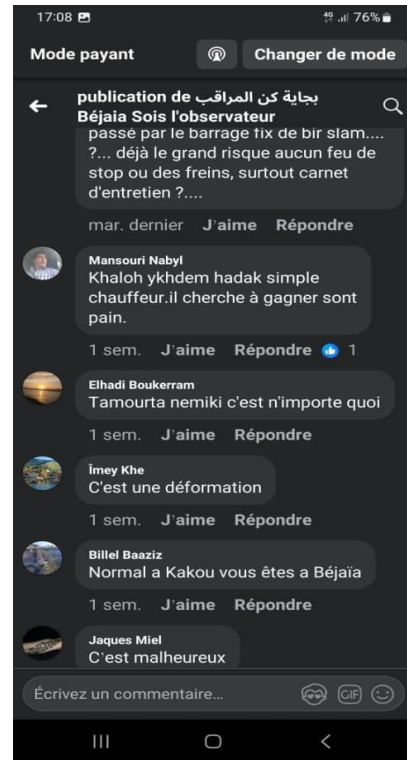 17:08
4G 76%
Mode payant
Changer de mode
publication de بجاية كن المراقب
Béjaia Sois l'observateur
passé par le barrage fix de bir slam....
?... déjà le grand risque aucun feu de
stop ou des freins, surtout carnet
d'entretien ?....
mar. dernier J'aime Répondre
Mansouri Nabyl
Khaloh ykhdem hadak simple
chauffeur.il cherche à gagner sont
pain.
1 sem. J'aime Répondre 1
Elhadi Boukerram
Tamourta nemiki c'est n'importe quoi
1 sem. J'aime Répondre
Îmey Khe
C'est une déformation
1 sem. J'aime Répondre
Billel Baaziz
Normal a Kakou vous êtes a Béjaïa
1 sem. J'aime Répondre
Jaques Miel
C'est malheureux
Écrivez un commentaire...
GIF